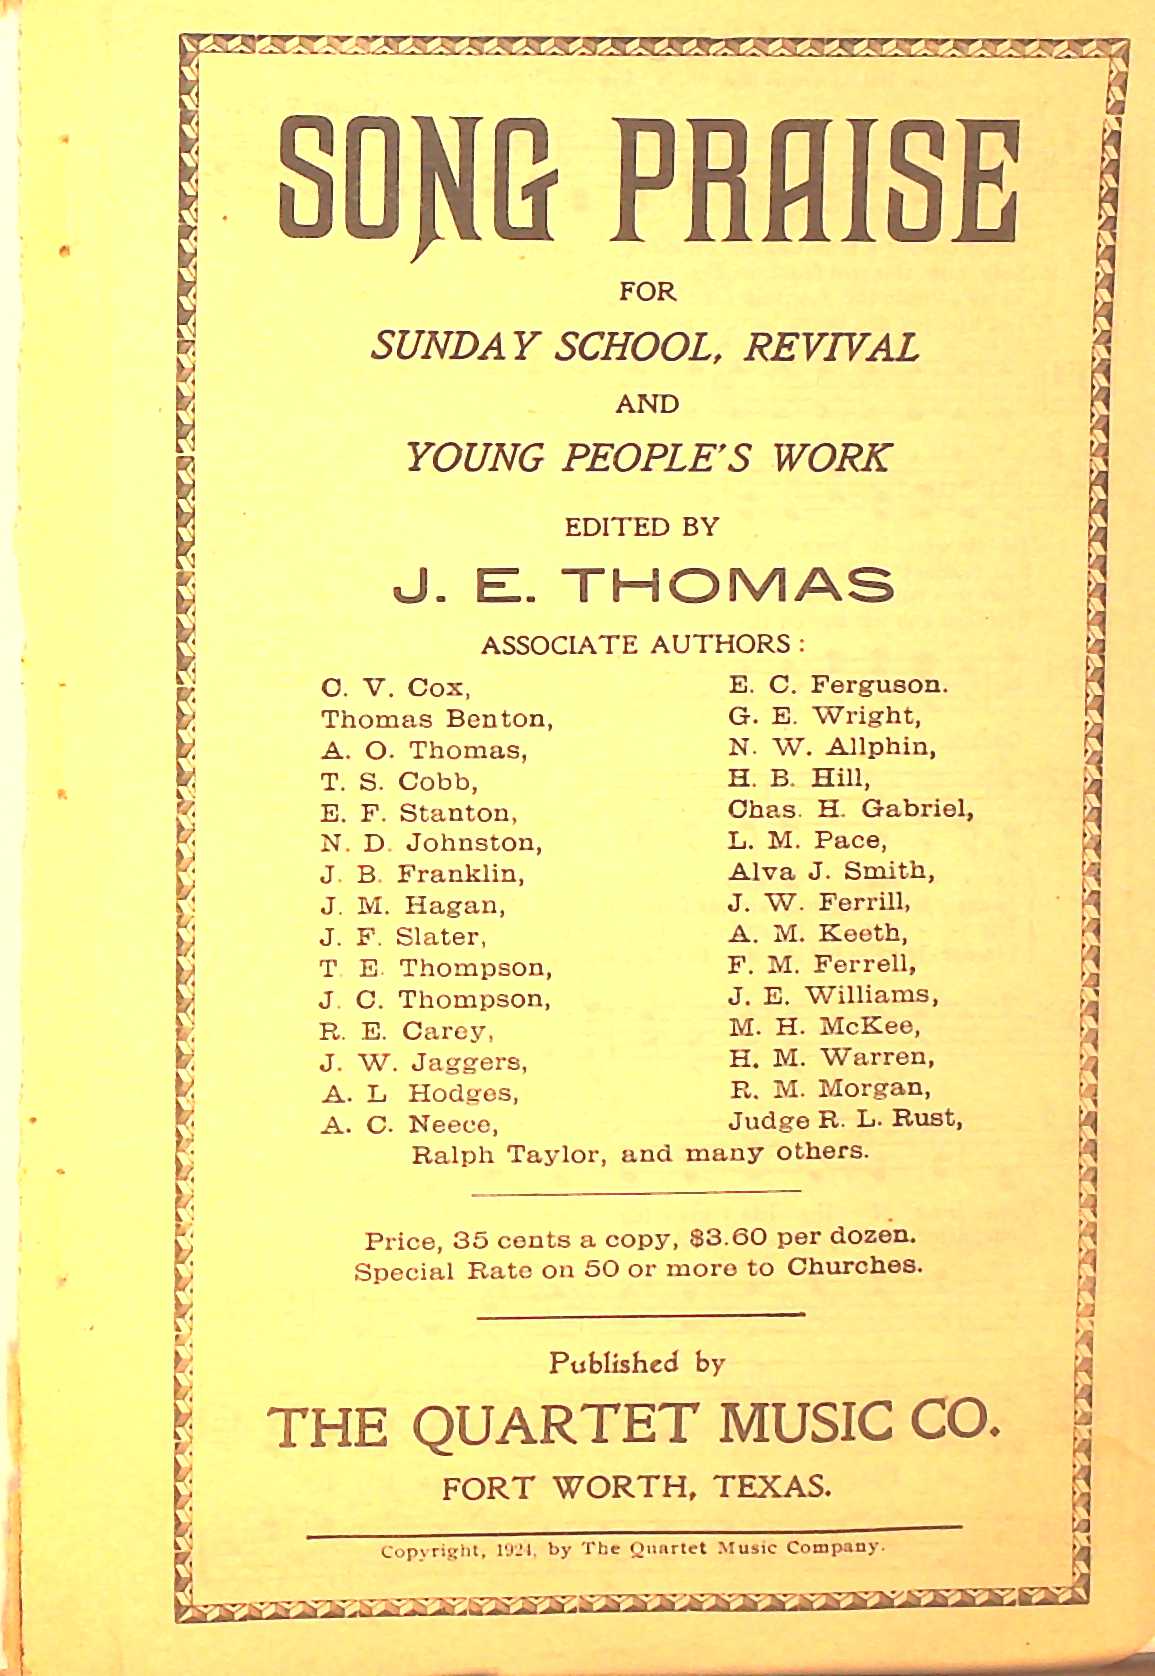 SONG PRAISE
FOR
SUNDAY SCHOOL, REVIVAL
AND
YOUNG PEOPLE'S WORK
EDITED BY
J. E. THOMAS
ASSOCIATE AUTHORS:
C. V. Cox,
Thomas Benton,
A. O. Thomas,
T. S. Cobb,
E. F. Stanton,
N. D. Johnston,
J. B. Franklin,
J. M. Hagan,
J. F. Slater,
T. E. Thompson,
J. C. Thompson,
R. E. Carey,
J. W. Jaggers,
A. L Hodges,
A. C. Neece,
E. C. Ferguson.
G. E. Wright,
N. W. Allphin,
H. B. Hill,
Chas. H. Gabriel,
L. M. Pace,
Alva J. Smith,
J. W. Ferrill,
A. M. Keeth,
F. M. Ferrell,
J. E. Williams,
M. H. McKee,
H. M. Warren,
R. M. Morgan,
Judge R. L. Rust,
Ralph Taylor, and many others.
Price, 35 cents a copy, $3.60 per dozen.
Special Rate on 50 or more to Churches.
Published by
THE QUARTET MUSIC CO.
FORT WORTH, TEXAS.
Copyright, 1924, by The Quartet Music Company.